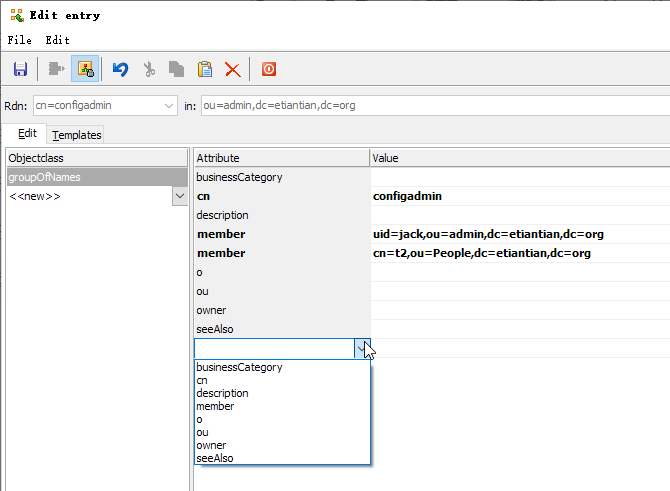 Edit entry
File Edit
Rdn: cn=configadmin in: ou=admin,dc=etiantian,dc=org
Edit Templates
Objectclass Attribute Value
groupOfNames businessCategory
<<new>> cn configadmin
description
member uid=jack,ou=admin,dc=etiantian,dc=org
member cn=t2,ou=People,dc=etiantian,dc=org
o
ou
owner
seeAlso
businessCategory
cn
description
member
o
ou
owner
seeAlso